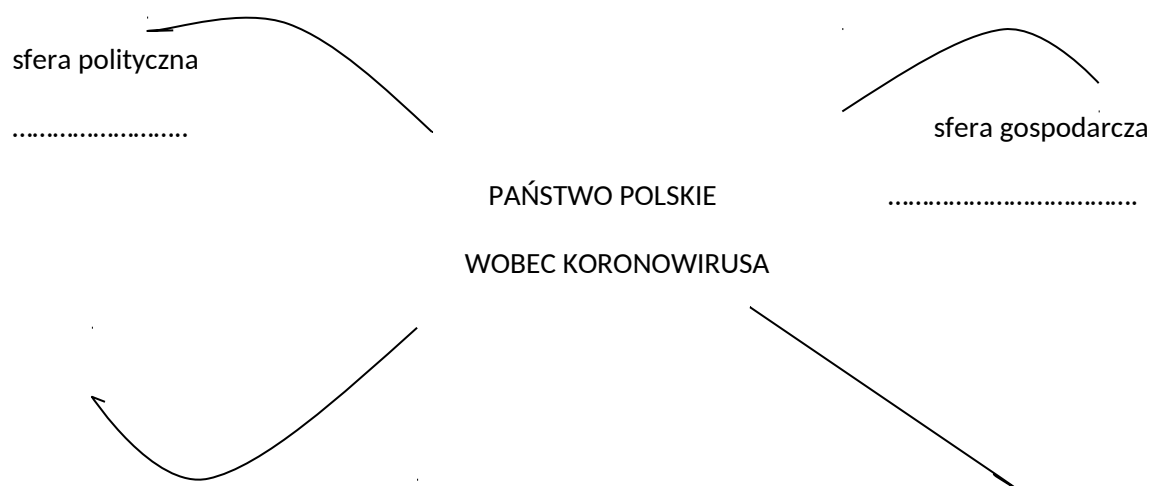 sfera polityczna
……………………..
sfera gospodarcza
……………………………….
PAŃSTWO POLSKIE
WOBEC KORONOWIRUSA